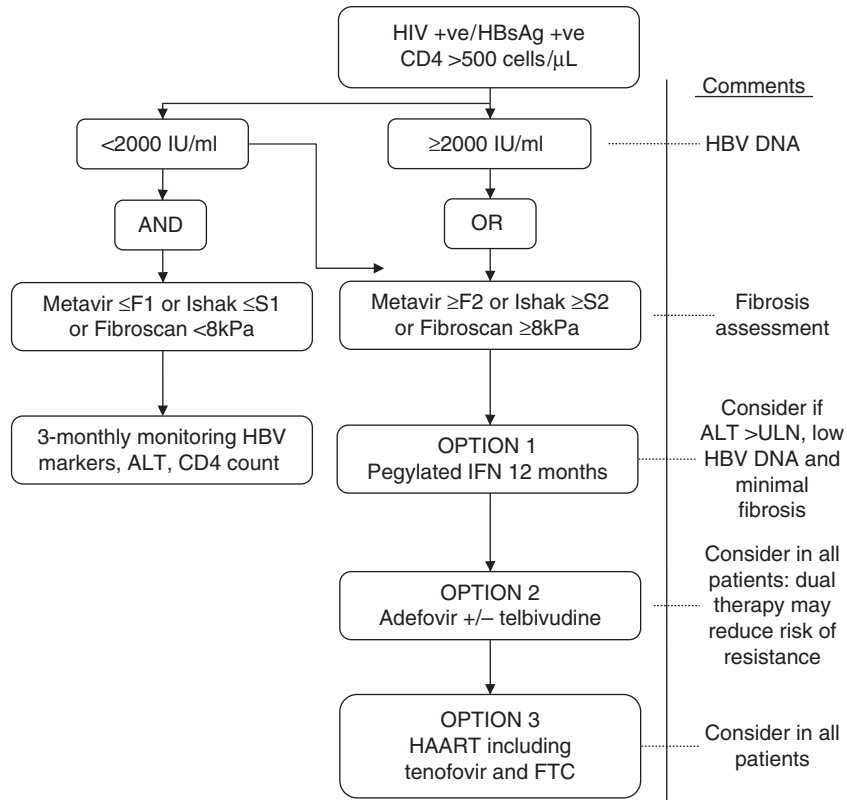 HIV +ve/HBsAg +ve
CD4 >500 cells/μL
Comments
<2000 IU/ml
≥2000 IU/ml
HBV DNA
AND
OR
Metavir ≤F1 or Ishak ≤S1
or Fibroscan <8kPa
Metavir ≥F2 or Ishak ≥S2
or Fibroscan ≥8kPa
Fibrosis
assessment
3-monthly monitoring HBV
markers, ALT, CD4 count
OPTION 1
Pegylated IFN 12 months
Consider if
ALT >ULN, low
HBV DNA and
minimal
fibrosis
OPTION 2
Adefovir +/– telbivudine
Consider in all
patients: dual
therapy may
reduce risk of
resistance
OPTION 3
HAART including
tenofovir and FTC
Consider in all
patients